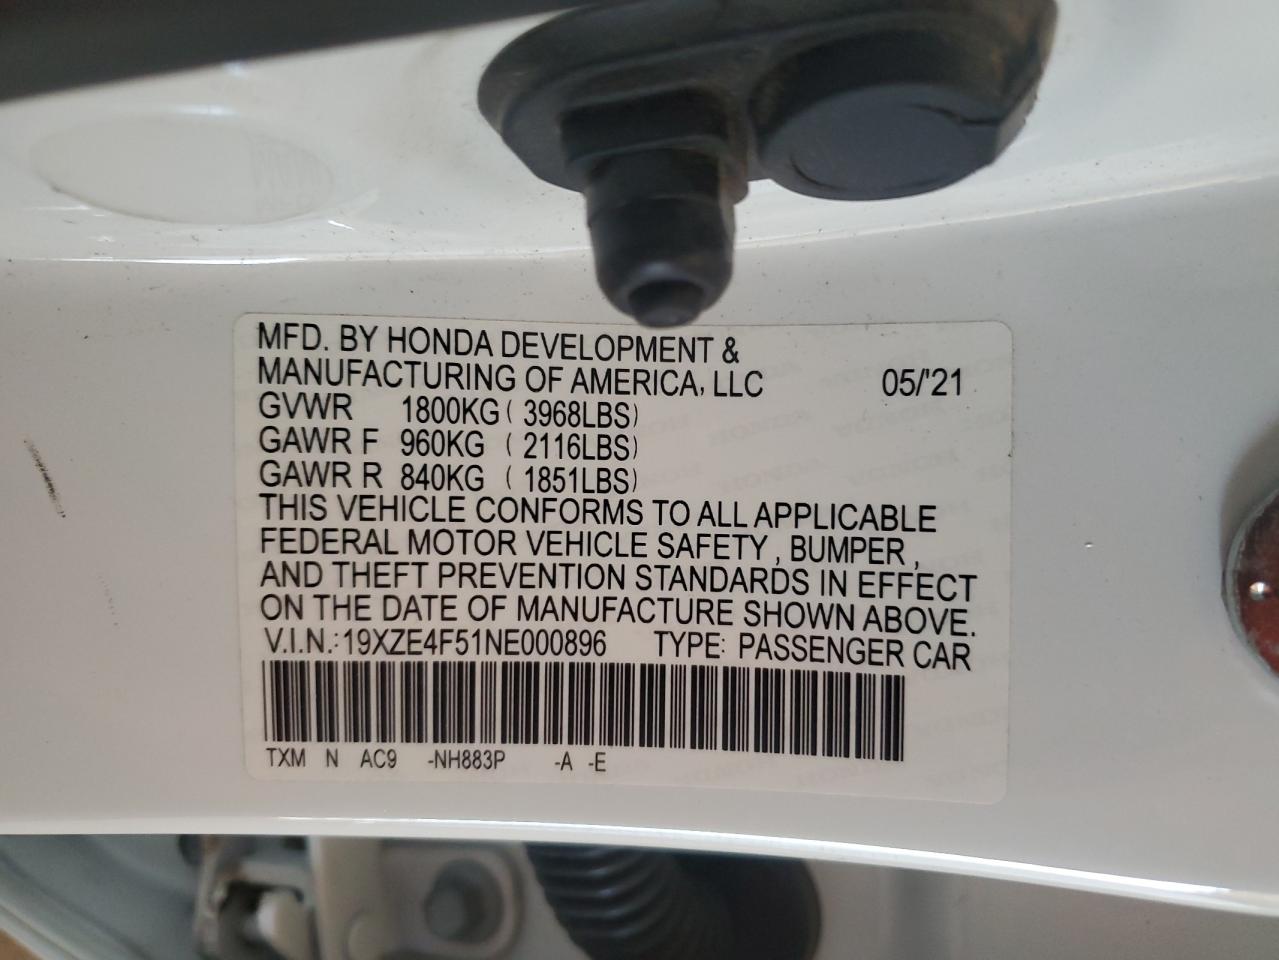 MFD. BY HONDA DEVELOPMENT &
MANUFACTURING OF AMERICA, LLC 05/'21
GVWR 1800KG ( 3968LBS)
GAWR F 960KG ( 2116LBS)
GAWR R 840KG ( 1851LBS)
THIS VEHICLE CONFORMS TO ALL APPLICABLE
FEDERAL MOTOR VEHICLE SAFETY , BUMPER ,
AND THEFT PREVENTION STANDARDS IN EFFECT
ON THE DATE OF MANUFACTURE SHOWN ABOVE.
V.I.N.: 19XZE4F51NE000896 TYPE: PASSENGER CAR
TXM N AC9 -NH883P -A -E